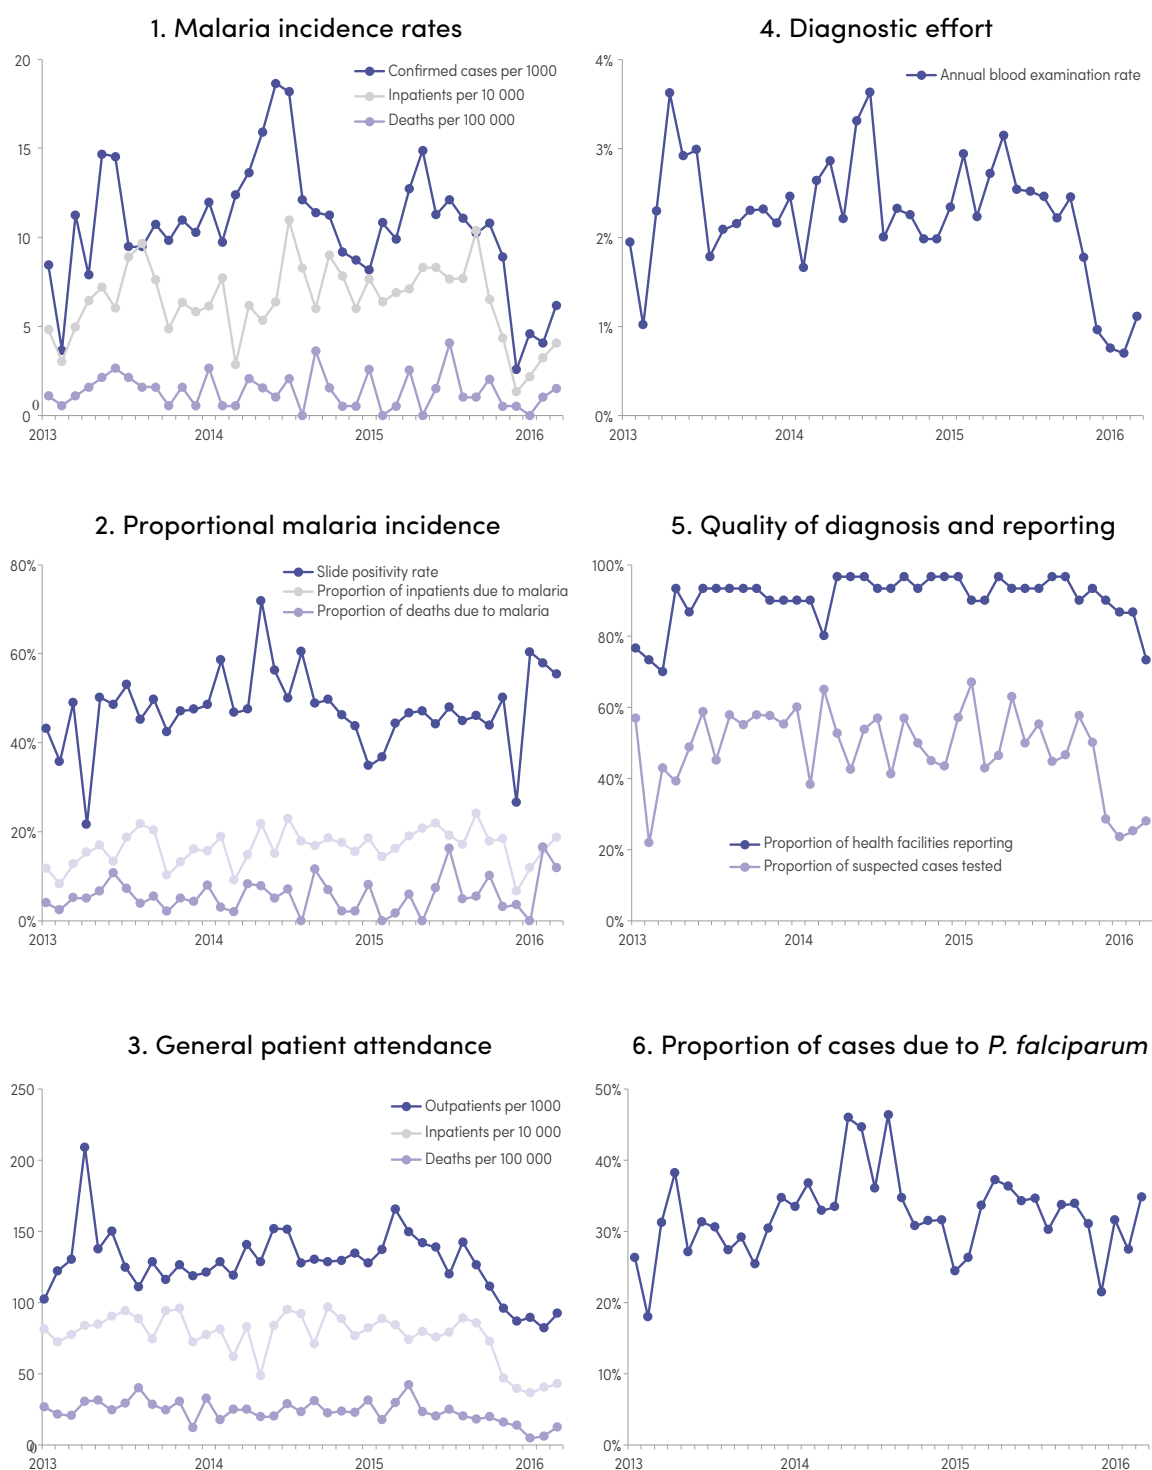 1. Malaria incidence rates
20
15
10
5
0
0
Confirmed cases per 1000
Inpatients per 10 000
Deaths per 100 000
2013 2014 2015 2016
4. Diagnostic effort
4%
3%
2%
1%
0%
Annual blood examination rate
2013 2014 2015 2016
2. Proportional malaria incidence
80%
60%
40%
20%
0%
Slide positivity rate
Proportion of inpatients due to malaria
Proportion of deaths due to malaria
2013 2014 2015 2016
5. Quality of diagnosis and reporting
100%
80%
60%
40%
20%
0%
Proportion of health facilities reporting
Proportion of suspected cases tested
2013 2014 2015 2016
3. General patient attendance
250
200
150
100
50
0
0
Outpatients per 1000
Inpatients per 10 000
Deaths per 100 000
2013 2014 2015 2016
6. Proportion of cases due to P. falciparum
50%
40%
30%
20%
10%
0%
2013 2014 2015 2016